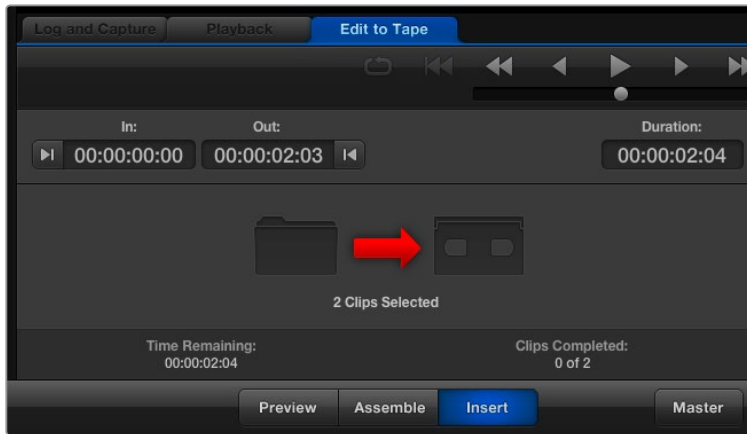 Log and Capture Playback Edit to Tape
In: Out: Duration:
00:00:00:00 00:00:02:03 00:00:02:04
2 Clips Selected
Time Remaining: Clips Completed:
00:00:02:04 0 of 2
Preview Assemble Insert Master